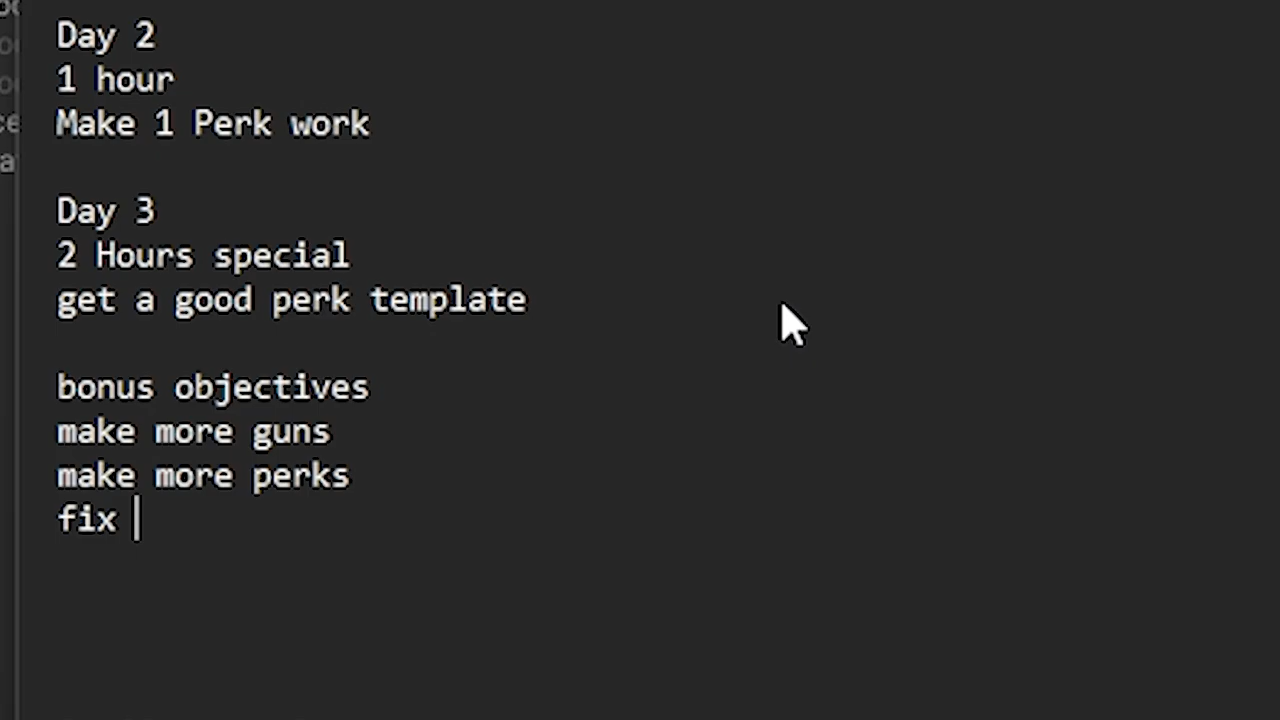 Day 2
1 hour
Make 1 Perk work
Day 3
2 Hours special
get a good perk template
bonus objectives
make more guns
make more perks
fix